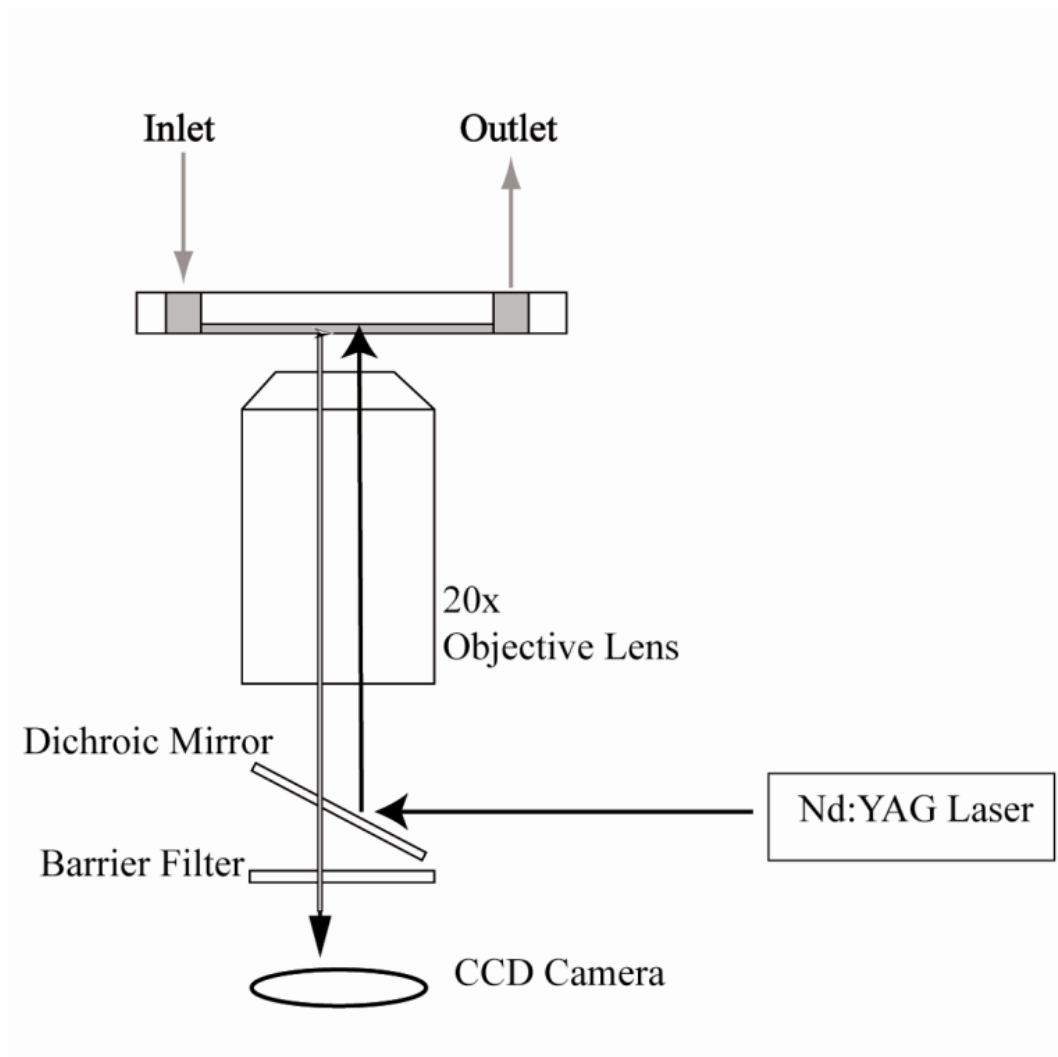 Inlet
Outlet
20x
Objective Lens
Dichroic Mirror
Nd:YAG Laser
Barrier Filter
CCD Camera